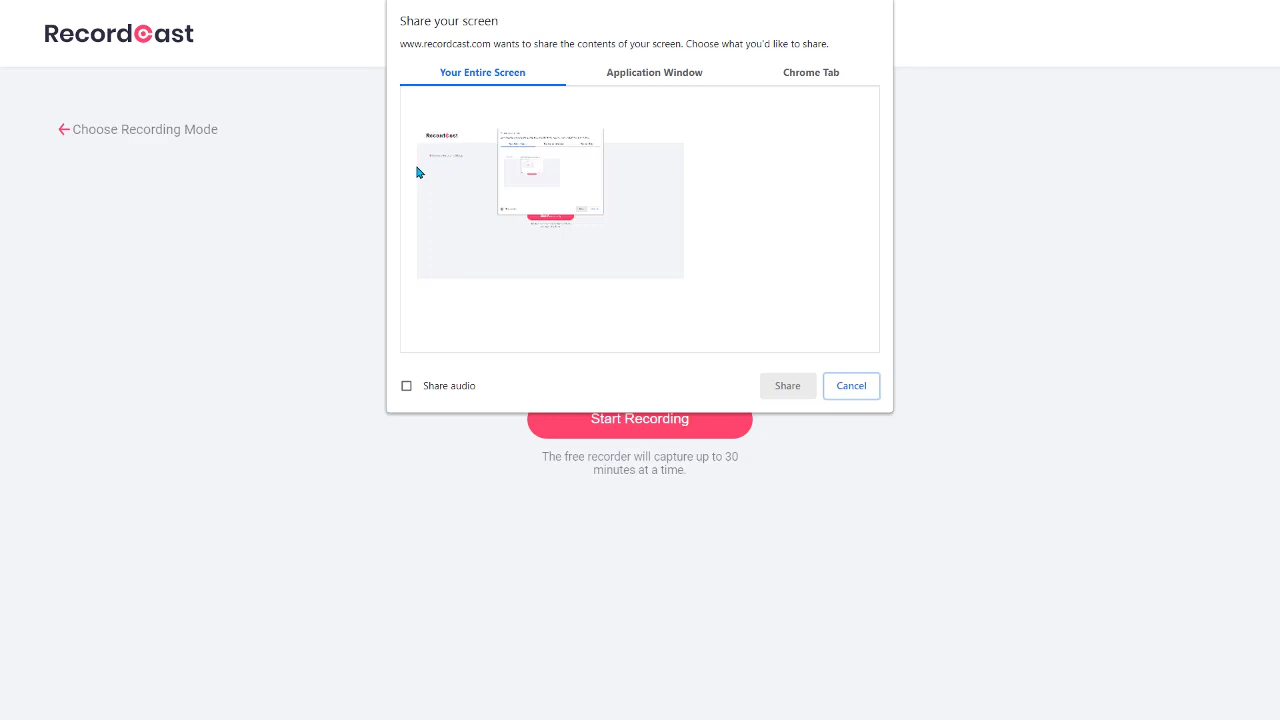 RecordCast
Share your screen
www.recordcast.com wants to share the contents of your screen. Choose what you'd like to share.
Your Entire Screen
Application Window
Chrome Tab
Choose Recording Mode
RecordCast
Share audio
Share
Cancel
Start Recording
The free recorder will capture up to 30
minutes at a time.